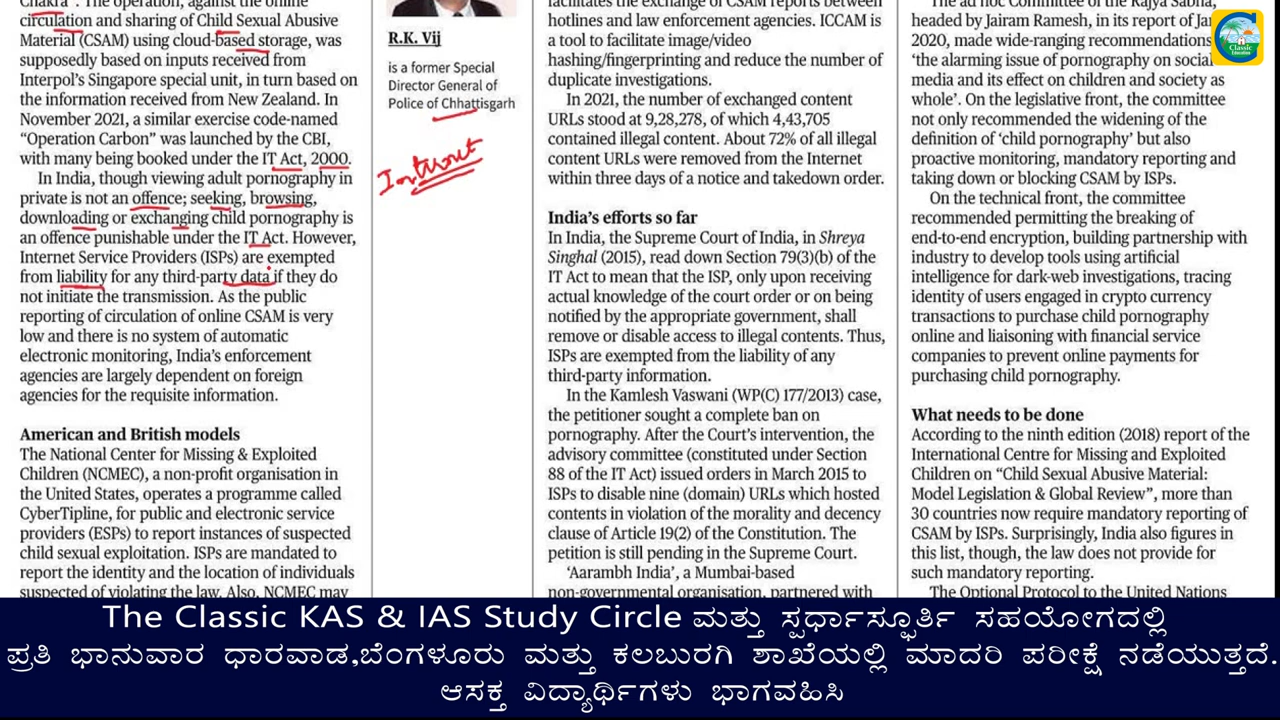 Chakra". The operation, against the online
circulation and sharing of Child Sexual Abusive
Material (CSAM) using cloud-based storage, was
supposedly based on inputs received from
Interpol's Singapore special unit, in turn based on
the information received from New Zealand. In
November 2021, a similar exercise code-named
"Operation Carbon" was launched by the CBI,
with many being booked under the IT Act, 2000.
In India, though viewing adult pornography in
private is not an offence; seeking, browsing,
downloading or exchanging child pornography is
an offence punishable under the IT Act. However,
Internet Service Providers (ISPs) are exempted
from liability for any third-party data if they do
not initiate the transmission. As the public
reporting of circulation of online CSAM is very
low and there is no system of automatic
electronic monitoring, India's enforcement
agencies are largely dependent on foreign
agencies for the requisite information.
American and British models
The National Center for Missing & Exploited
Children (NCMEC), a non-profit organisation in
the United States, operates a programme called
CyberTipline, for public and electronic service
providers (ESPs) to report instances of suspected
child sexual exploitation. ISPs are mandated to
report the identity and the location of individuals
suspected of violating the law. Also, NCMEC may
R.K. Vij
is a former Special
Director General of
Police of Chhattisgarh
facilitates the exchange of CSAM reports between
hotlines and law enforcement agencies. ICCAM is
a tool to facilitate image/video
hashing/fingerprinting and reduce the number of
duplicate investigations.
In 2021, the number of exchanged content
URLs stood at 9,28,278, of which 4,43,705
contained illegal content. About 72% of all illegal
content URLs were removed from the Internet
within three days of a notice and takedown order.
India's efforts so far
In India, the Supreme Court of India, in Shreya
Singhal (2015), read down Section 79(3)(b) of the
IT Act to mean that the ISP, only upon receiving
actual knowledge of the court order or on being
notified by the appropriate government, shall
remove or disable access to illegal contents. Thus,
ISPs are exempted from the liability of any
third-party information.
In the Kamlesh Vaswani (WP(C) 177/2013) case,
the petitioner sought a complete ban on
pornography. After the Court's intervention, the
advisory committee (constituted under Section
88 of the IT Act) issued orders in March 2015 to
ISPs to disable nine (domain) URLs which hosted
contents in violation of the morality and decency
clause of Article 19(2) of the Constitution. The
petition is still pending in the Supreme Court.
'Aarambh India', a Mumbai-based
non-governmental organisation, partnered with
The ad hoc Committee of the Rajya Sabha,
headed by Jairam Ramesh, in its report of
2020, made wide-ranging recommendations
'the alarming issue of pornography on social
media and its effect on children and society as
whole'. On the legislative front, the committee
not only recommended the widening of the
definition of 'child pornography' but also
proactive monitoring, mandatory reporting and
taking down or blocking CSAM by ISPs.
On the technical front, the committee
recommended permitting the breaking of
end-to-end encryption, building partnership with
industry to develop tools using artificial
intelligence for dark-web investigations, tracing
identity of users engaged in crypto currency
transactions to purchase child pornography
online and liaisoning with financial service
companies to prevent online payments for
purchasing child pornography.
What needs to be done
According to the ninth edition (2018) report of the
International Centre for Missing and Exploited
Children on "Child Sexual Abusive Material:
Model Legislation & Global Review", more than
30 countries now require mandatory reporting of
CSAM by ISPs. Surprisingly, India also figures in
this list, though, the law does not provide for
such mandatory reporting.
The Optional Protocol to the United Nations
Classic
Education
The Classic KAS & IAS Study Circle ಮತ್ತು ಸ್ಪರ್ಧಾಸ್ಫೂರ್ತಿ ಸಹಯೋಗದಲ್ಲಿ
ಪ್ರತಿ ಭಾನುವಾರ ಧಾರವಾಡ,ಬೆಂಗಳೂರು ಮತ್ತು ಕಲಬುರಗಿ ಶಾಖೆಯಲ್ಲಿ ಮಾದರಿ ಪರೀಕ್ಷೆ ನಡೆಯುತ್ತದೆ.
ಆಸಕ್ತ ವಿದ್ಯಾರ್ಥಿಗಳು ಭಾಗವಹಿಸಿ